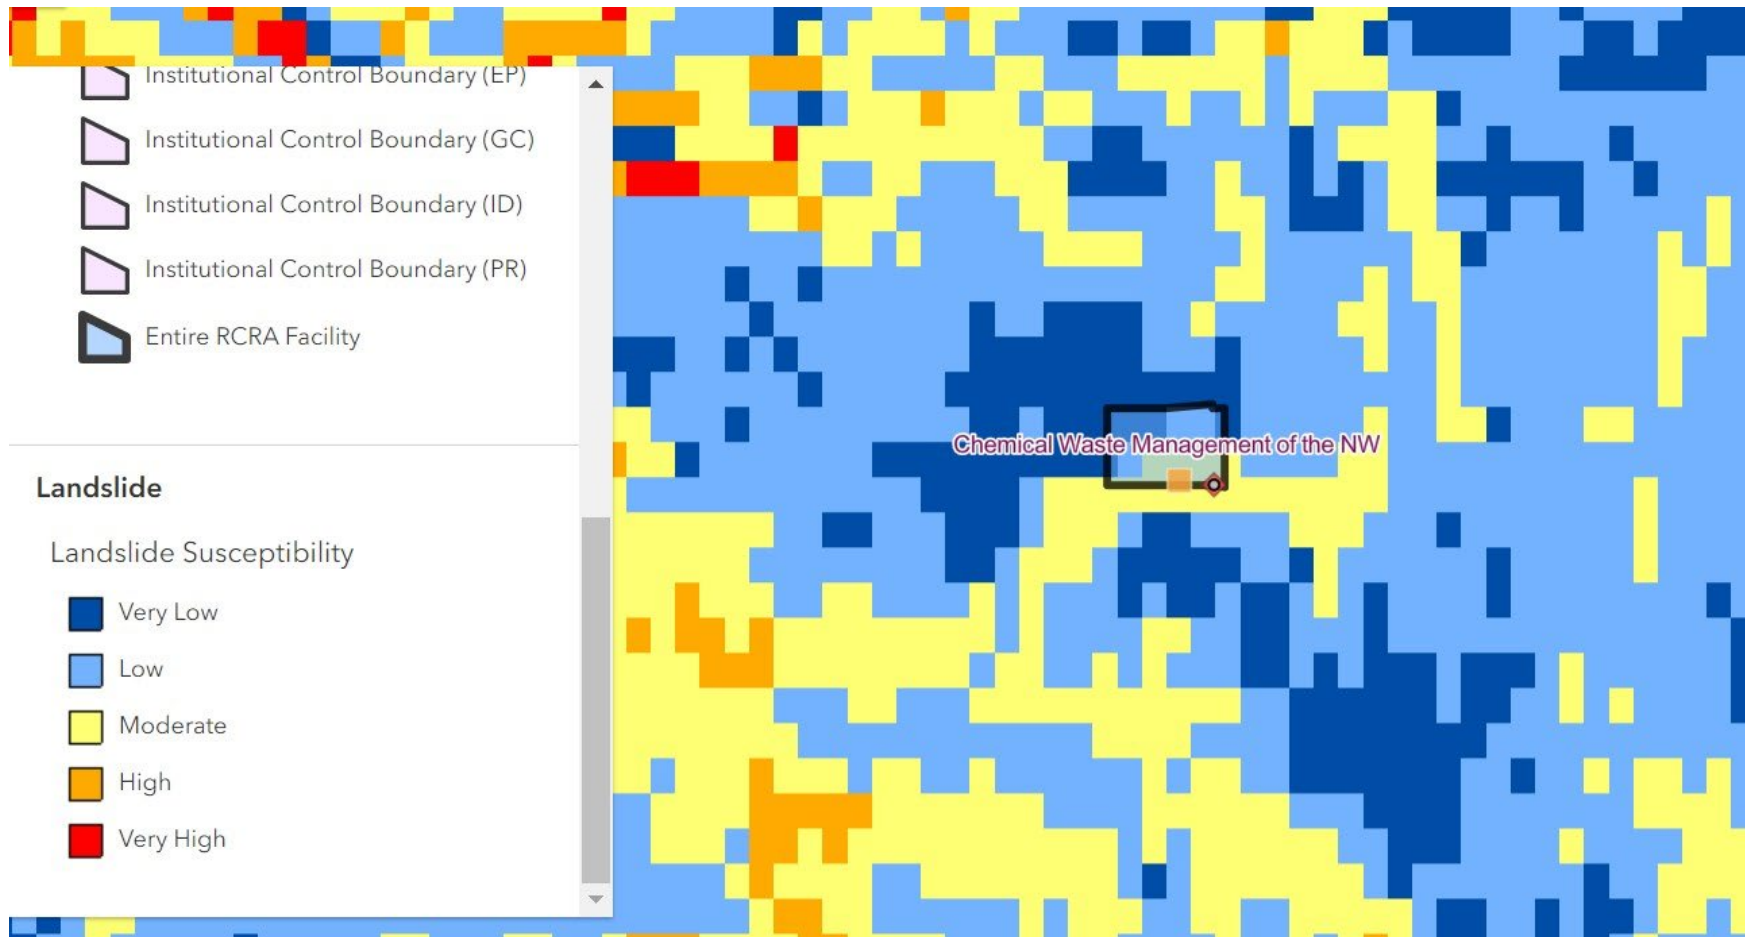 Institutional Control Boundary (EP)
Institutional Control Boundary (GC)
Institutional Control Boundary (ID)
Institutional Control Boundary (PR)
Entire RCRA Facility
Chemical Waste Management of the NW
Landslide
Landslide Susceptibility
Very Low
Low
Moderate
High
Very High